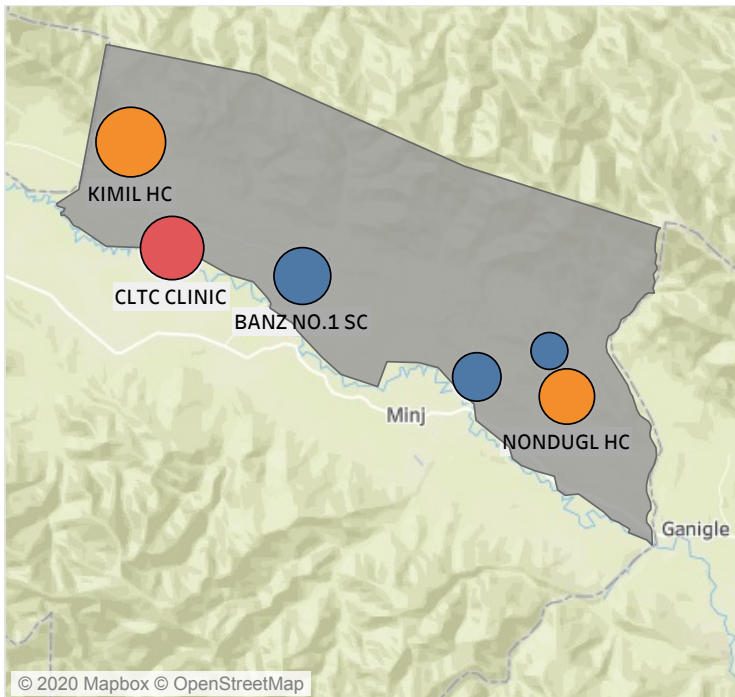 KIMIL HC
CLTC CLINIC
BANZ NO.1 SC
Minj
NONDUGL HC
Ganigle
© 2020 Mapbox © OpenStreetMap